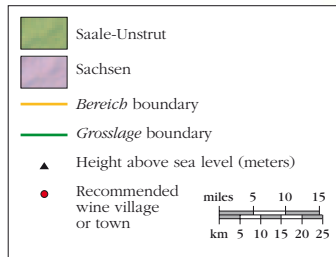 Saale-Unstrut
Sachsen
Bereich boundary
Grosslage boundary
Height above sea level (meters)
Recommended
wine village
or town
miles 5 10 15
km 5 10 15 20 25